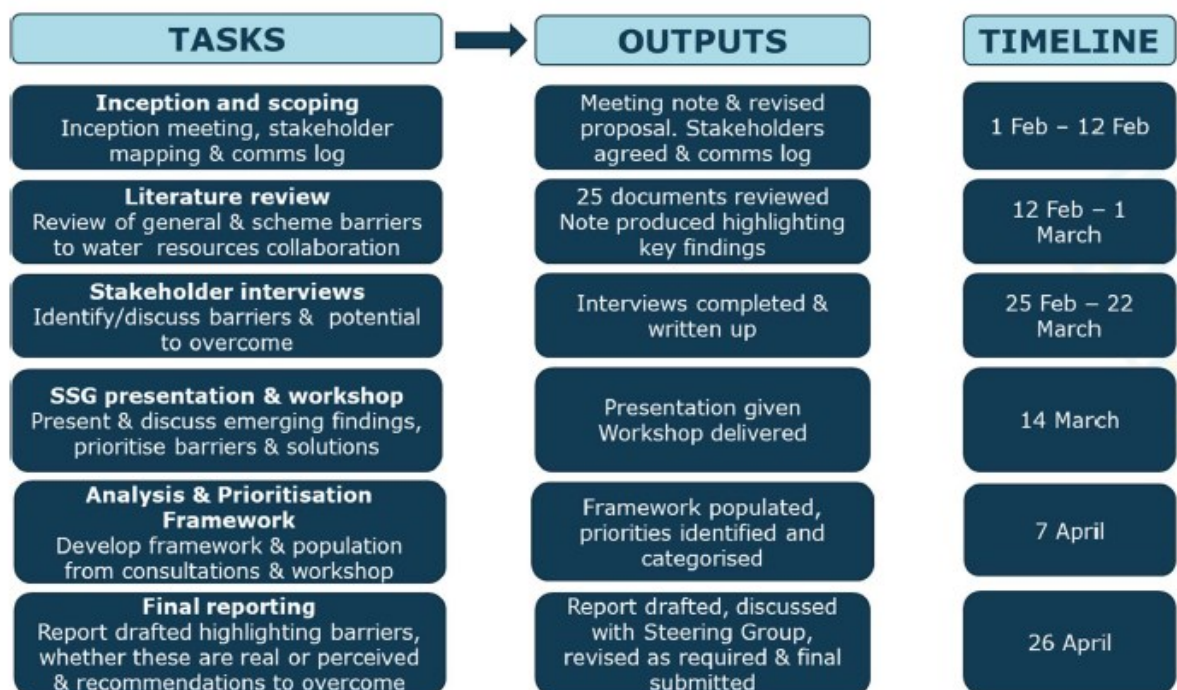 TASKS
OUTPUTS
TIMELINE
Inception and scoping
Inception meeting, stakeholder
mapping & comms log
Meeting note & revised
proposal. Stakeholders
agreed & comms log
1 Feb – 12 Feb
Literature review
Review of general & scheme barriers
to water resources collaboration
25 documents reviewed
Note produced highlighting
key findings
12 Feb – 1
March
Stakeholder interviews
Identify/discuss barriers & potential
to overcome
Interviews completed &
written up
25 Feb – 22
March
SSG presentation & workshop
Present & discuss emerging findings,
prioritise barriers & solutions
Presentation given
Workshop delivered
14 March
Analysis & Prioritisation
Framework
Develop framework & population
from consultations & workshop
Framework populated,
priorities identified and
categorised
7 April
Final reporting
Report drafted highlighting barriers,
whether these are real or perceived
& recommendations to overcome
Report drafted, discussed
with Steering Group,
revised as required & final
submitted
26 April